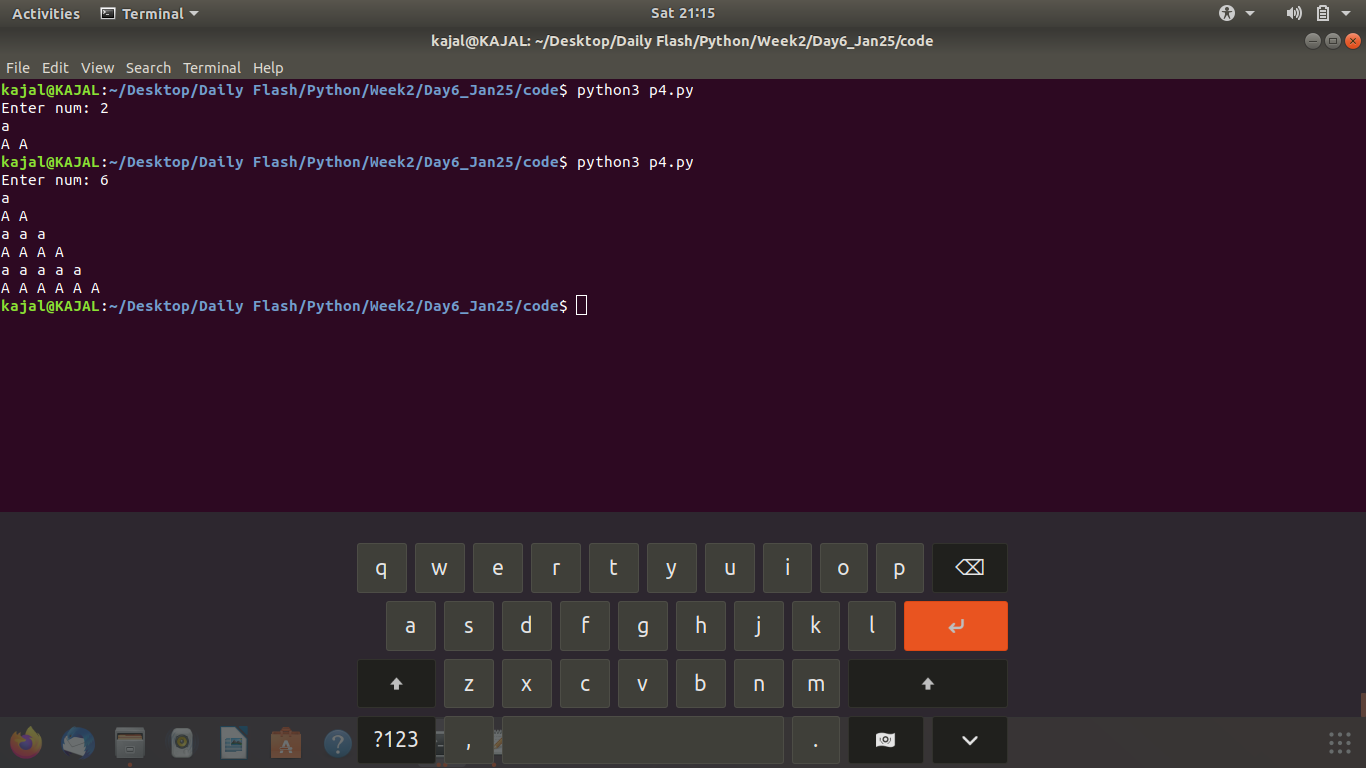 Activities Terminal Sat 21:15
kajal@KAJAL: ~/Desktop/Daily Flash/Python/Week2/Day6_Jan25/code
File Edit View Search Terminal Help
kajal@KAJAL:~/Desktop/Daily Flash/Python/Week2/Day6_Jan25/code$ python3 p4.py
Enter num: 2
a
A A
kajal@KAJAL:~/Desktop/Daily Flash/Python/Week2/Day6_Jan25/code$ python3 p4.py
Enter num: 6
a
A A
a a a
A A A A
a a a a a
A A A A A A
kajal@KAJAL:~/Desktop/Daily Flash/Python/Week2/Day6_Jan25/code$
q w e r t y u i o p
a s d f g h j k l
z x c v b n m
?123 , .